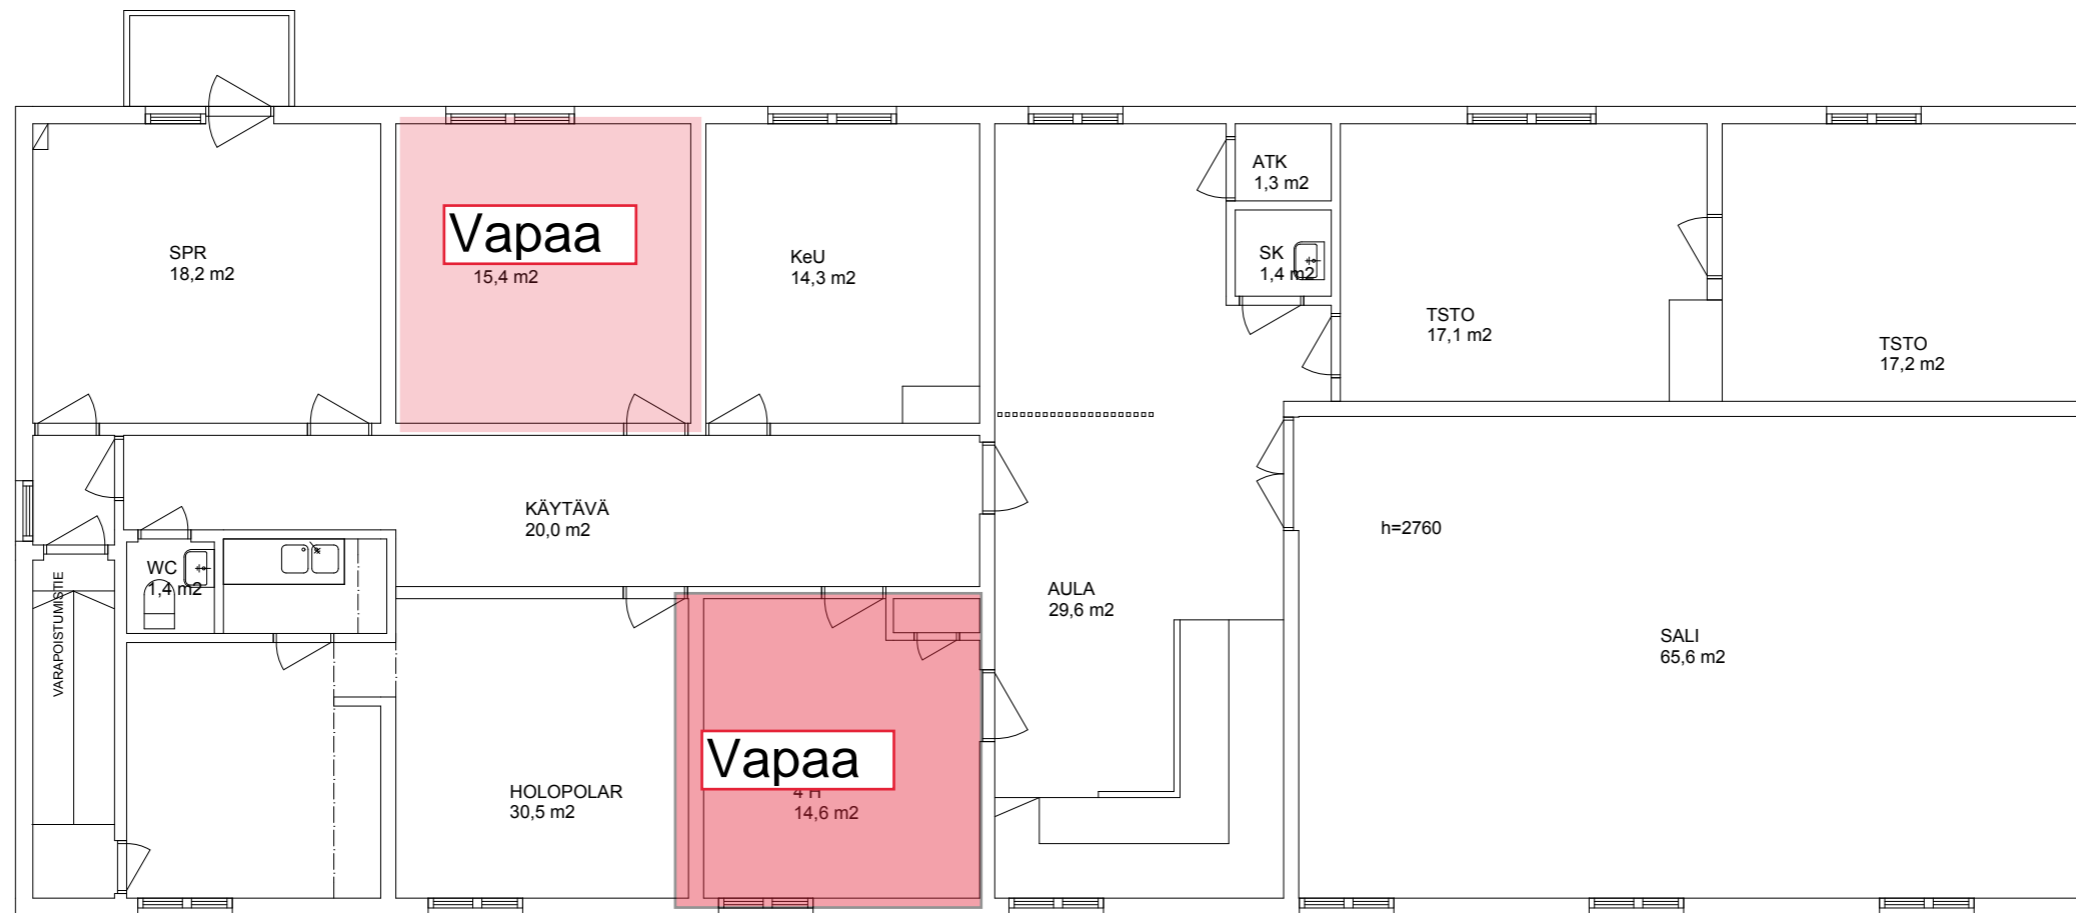 SPR
18,2 m2
Vapaa
15,4 m2
KeU
14,3 m2
ATK
1,3 m2
SK
1,4 m2
TSTO
17,1 m2
TSTO
17,2 m2
KÄYTÄVÄ
20,0 m2
h=2760
WC
1,4 m2
VARAPOISTUMISTIE
AULA
29,6 m2
SALI
65,6 m2
HOLOPOLAR
30,5 m2
Vapaa
4 H
14,6 m2